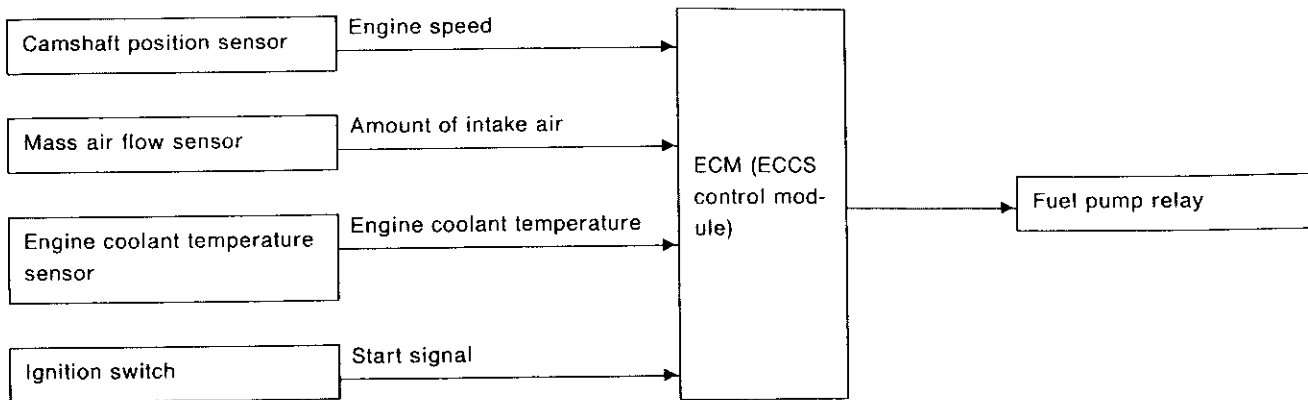 Camshaft position sensor
Engine speed
Mass air flow sensor
Amount of intake air
Engine coolant temperature
sensor
Engine coolant temperature
Ignition switch
Start signal
ECM (ECCS
control mod-
ule)
Fuel pump relay